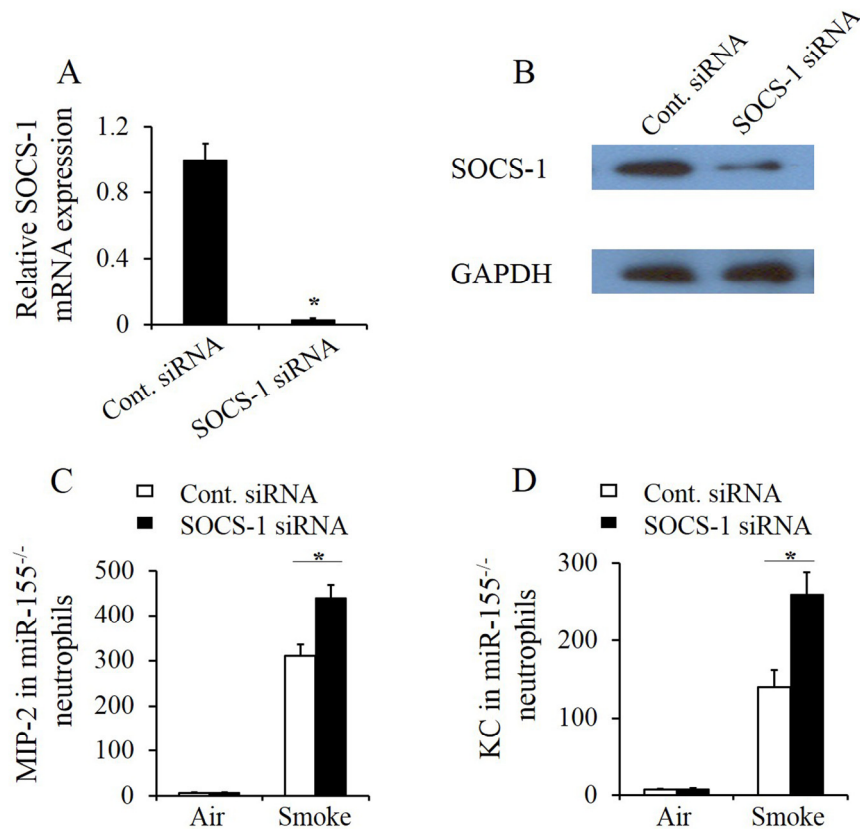 A
Relative SOCS-1
mRNA expression
1.2
0.8
0.4
0
*
Cont. siRNA
SOCS-1 siRNA
B
Cont. siRNA
SOCS-1 siRNA
SOCS-1
GAPDH
C
Cont. siRNA
SOCS-1 siRNA
MIP-2 in miR-155-/-
neutrophils
500
400
300
200
100
0
*
Air
Smoke
D
Cont. siRNA
SOCS-1 siRNA
KC in miR-155-/-
neutrophils
300
200
100
0
*
Air
Smoke